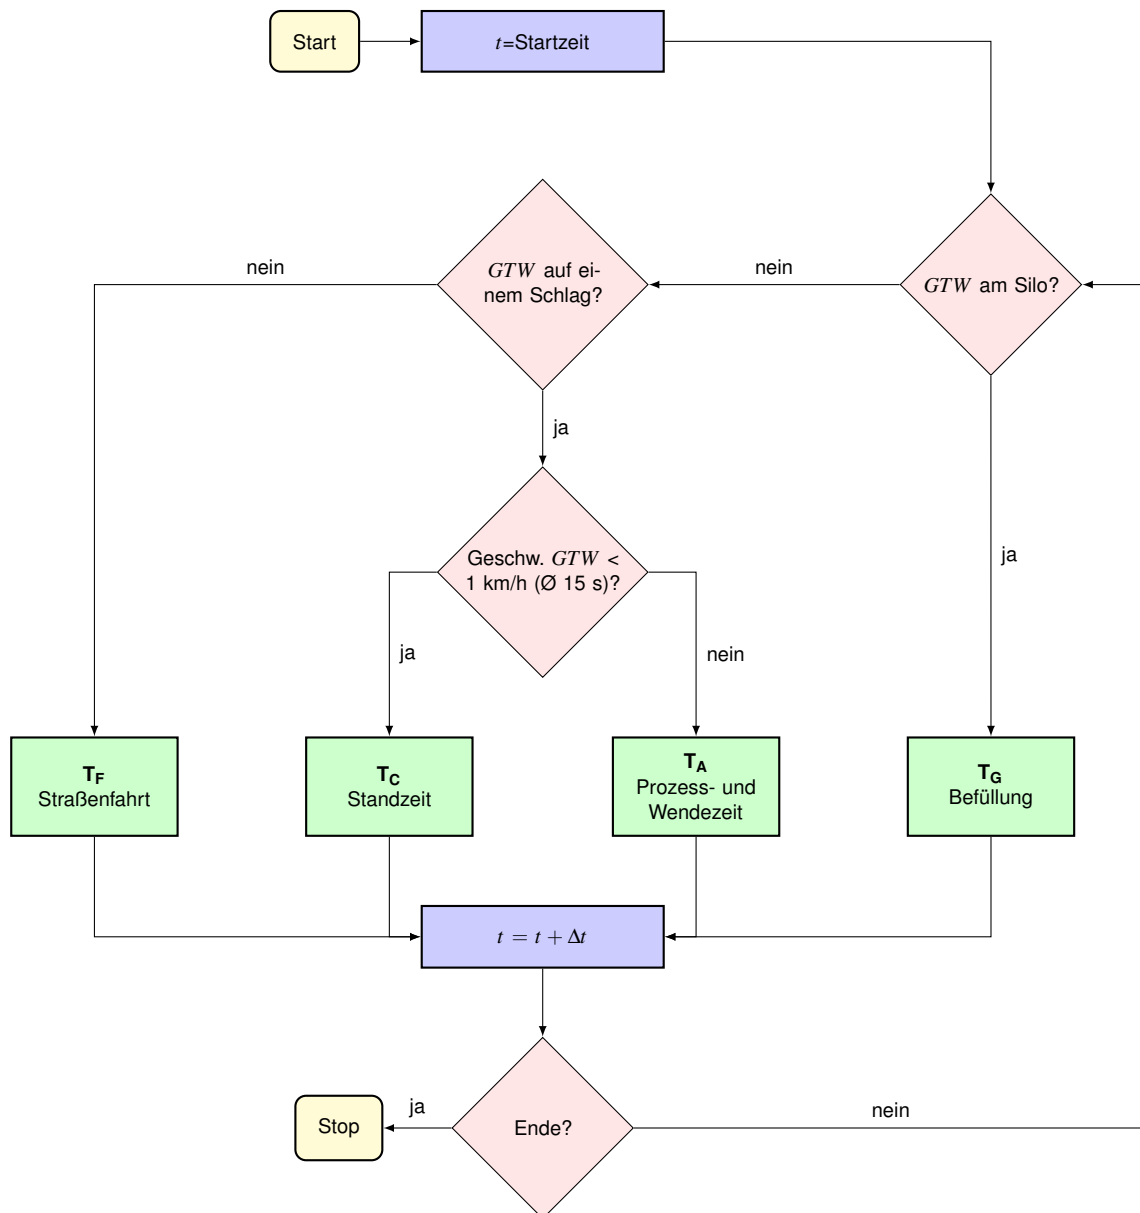 Start
t=Startzeit
GTW auf ei-
nem Schlag?
GTW am Silo?
nein
nein
ja
Geschw. GTW <
1 km/h (Ø 15 s)?
ja
ja
nein
T_F
Straßenfahrt
T_C
Standzeit
T_A
Prozess- und
Wendezeit
T_G
Befüllung
t = t + Δt
Ende?
ja
Stop
nein